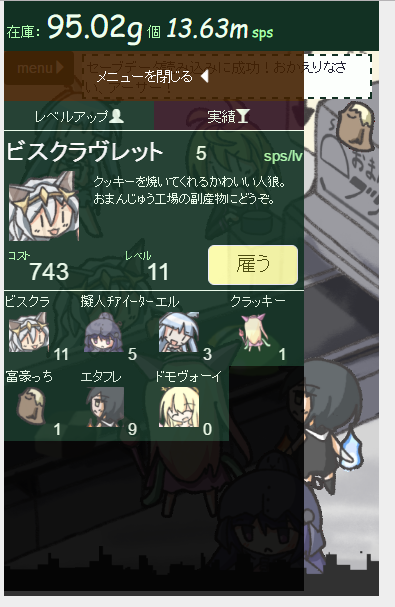 在庫: 95.02g 個 13.63m sps
menu
セーブデータ読み込みに成功！おかえりなさ
メニューを閉じる
レベルアップ 実績
ビスクラヴレット 5 sps/lv
クッキーを焼いてくれるかわいい人狼。
おまんじゅう工場の副産物にどうぞ。
コスト レベル
743 11 雇う
ビスクラ 擬人ﾁｱｲｰﾀｰ エル クラッキー
11 5 3 1
富豪っち エタフレ ドモヴォーイ
1 9 0